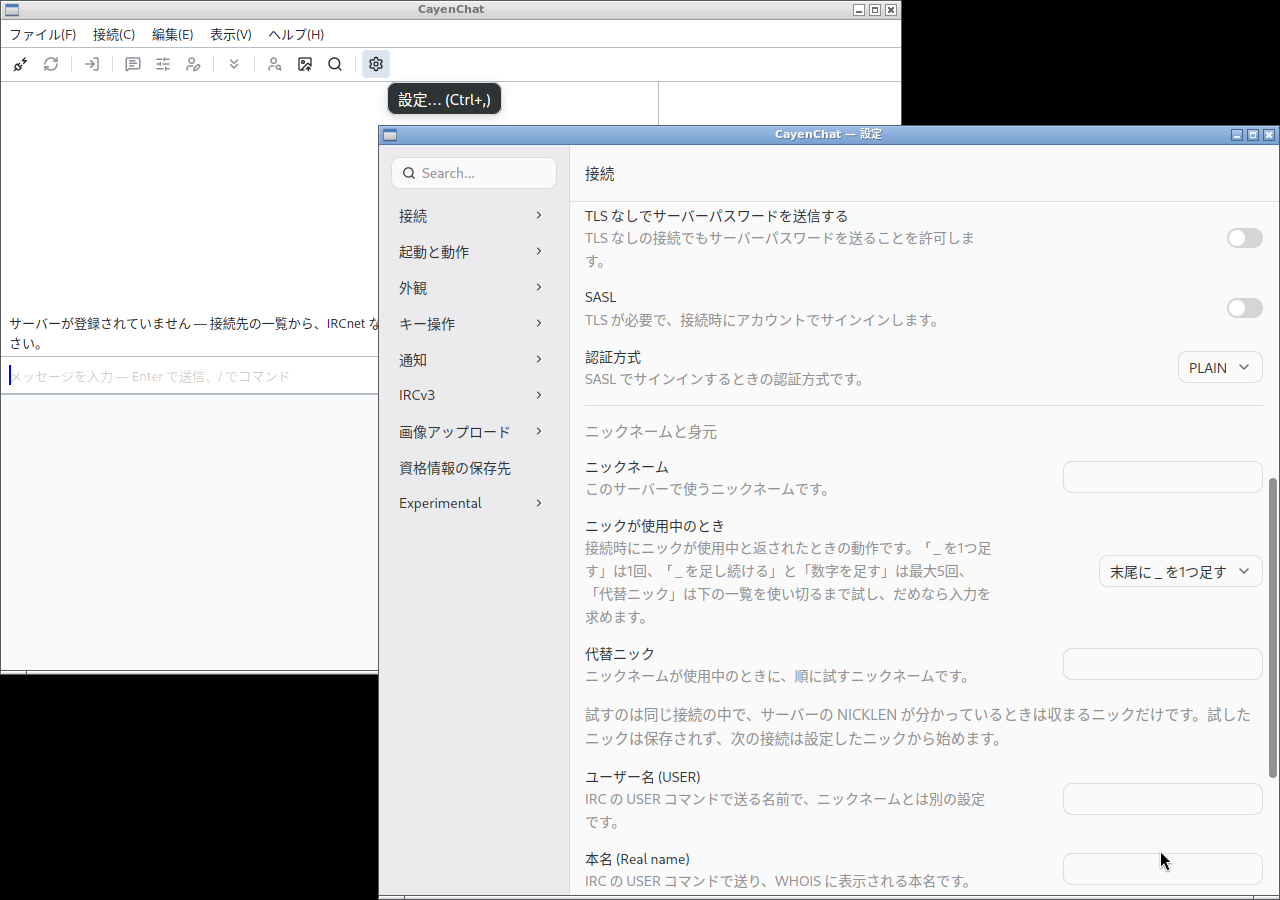 CayenChat
ファイル(F) 接続(C) 編集(E) 表示(V) ヘルプ(H)
設定... (Ctrl+,)
サーバーが登録されていません — 接続先の一覧から、IRCnet な
さい。
メッセージを入力 — Enter で送信、/ でコマンド
CayenChat — 設定
Search...
接続
起動と動作
外観
キー操作
通知
IRCv3
画像アップロード
資格情報の保存先
Experimental
接続
TLS なしでサーバーパスワードを送信する
TLS なしの接続でもサーバーパスワードを送ることを許可しま
す。
SASL
TLS が必要で、接続時にアカウントでサインインします。
認証方式
SASL でサインインするときの認証方式です。
PLAIN
ニックネームと身元
ニックネーム
このサーバーで使うニックネームです。
ニックが使用中のとき
接続時にニックが使用中と返されたときの動作です。「_ を1つ足
す」は1回、「_ を足し続ける」と「数字を足す」は最大5回、
「代替ニック」は下の一覧を使い切るまで試し、だめなら入力を
求めます。
末尾に _ を1つ足す
代替ニック
ニックネームが使用中のときに、順に試すニックネームです。
試すのは同じ接続の中で、サーバーの NICKLEN が分かっているときは収まるニックだけです。試した
ニックは保存されず、次の接続は設定したニックから始めます。
ユーザー名 (USER)
IRC の USER コマンドで送る名前で、ニックネームとは別の設定
です。
本名 (Real name)
IRC の USER コマンドで送り、WHOIS に表示される本名です。